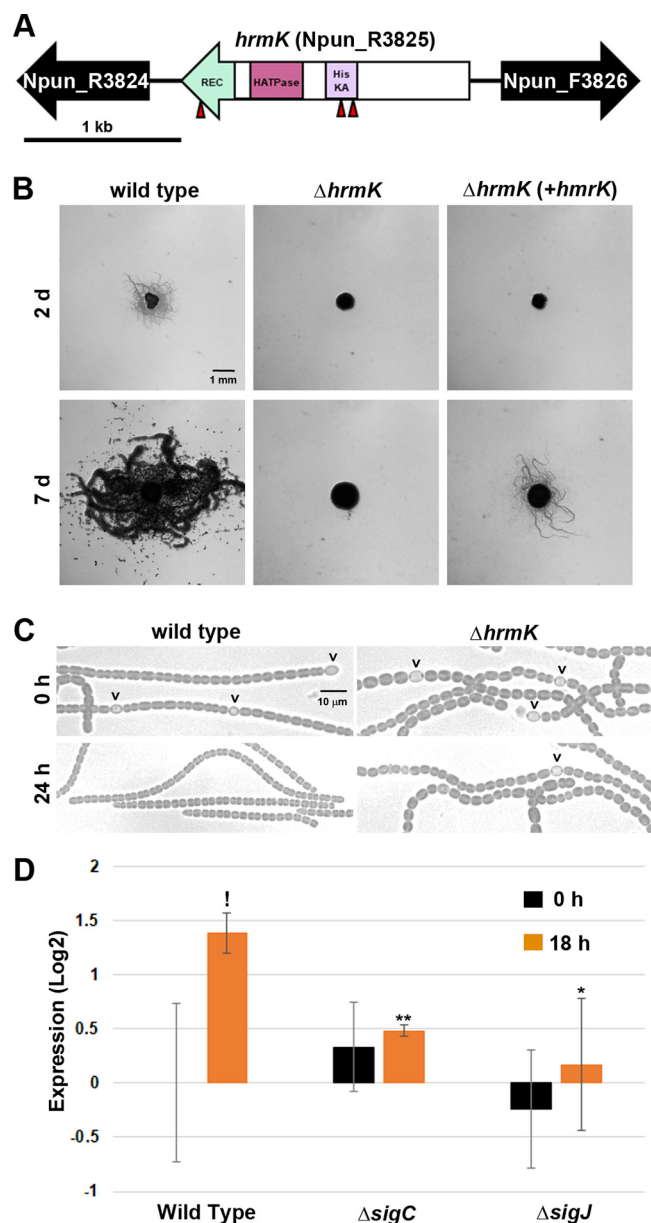 A
hrmK (Npun_R3825)
Npun_R3824
REC
HATPase
His
KA
Npun_F3826
1 kb
B
wild type
ΔhrmK
ΔhrmK (+hmrK)
2 d
1 mm
7 d
C
wild type
ΔhrmK
0 h
v
v
v
v
v
v
10 μm
24 h
v
D
2
1.5
1
0.5
0
-0.5
-1
Expression (Log2)
!
**
*
0 h
18 h
Wild Type
ΔsigC
ΔsigJ